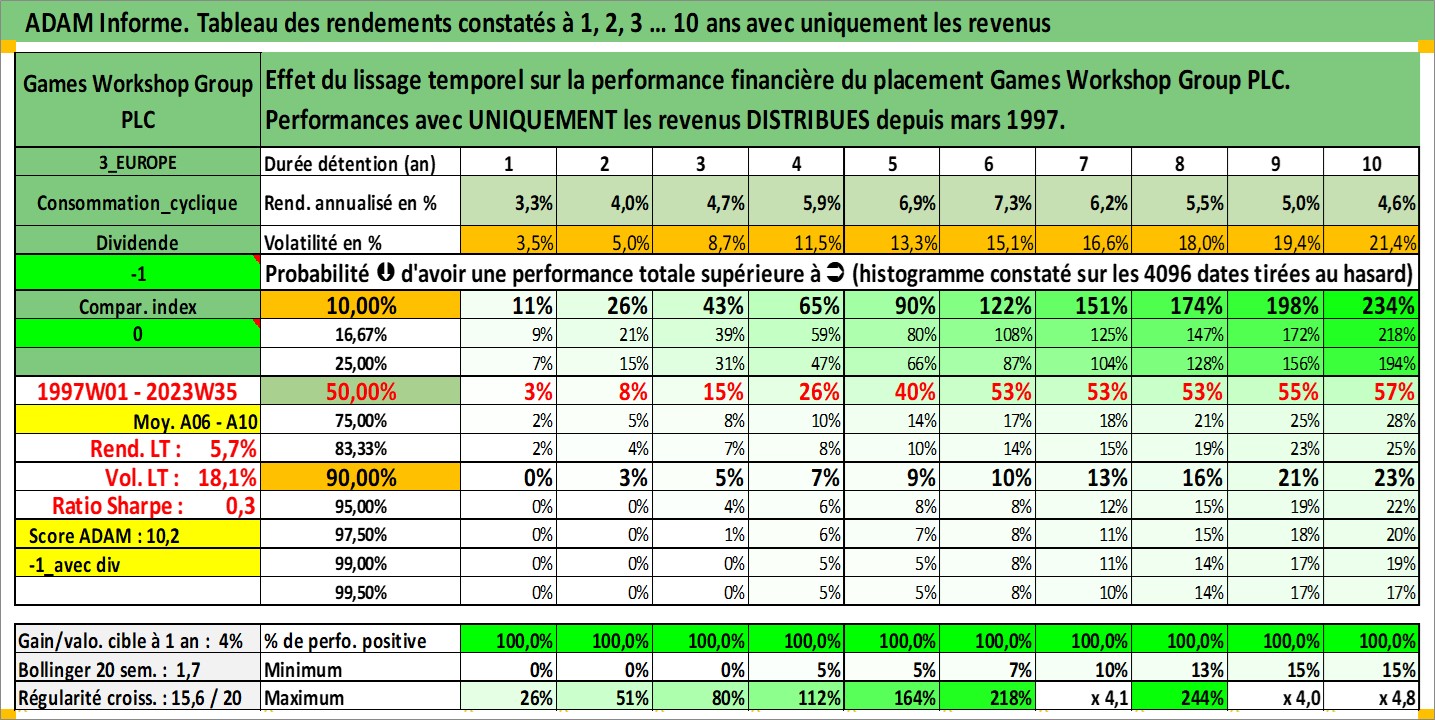 ADAM Informe. Tableau des rendements constatés à 1, 2, 3 ... 10 ans avec uniquement les revenus
Games Workshop Group PLC
Effet du lissage temporel sur la performance financière du placement Games Workshop Group PLC.
Performances avec UNIQUEMENT les revenus DISTRIBUES depuis mars 1997.
3_EUROPE Durée détention (an) 1 2 3 4 5 6 7 8 9 10
Consommation_cyclique Rend. annualisé en % 3,3% 4,0% 4,7% 5,9% 6,9% 7,3% 6,2% 5,5% 5,0% 4,6%
Dividende Volatilité en % 3,5% 5,0% 8,7% 11,5% 13,3% 15,1% 16,6% 18,0% 19,4% 21,4%
-1 Probabilité ⬇ d'avoir une performance totale supérieure à ➲ (histogramme constaté sur les 4096 dates tirées au hasard)
Compar. index 10,00% 11% 26% 43% 65% 90% 122% 151% 174% 198% 234%
0 16,67% 9% 21% 39% 59% 80% 108% 125% 147% 172% 218%
25,00% 7% 15% 31% 47% 66% 87% 104% 128% 156% 194%
1997W01 - 2023W35 50,00% 3% 8% 15% 26% 40% 53% 53% 53% 55% 57%
Moy. A06 - A10 75,00% 2% 5% 8% 10% 14% 17% 18% 21% 25% 28%
Rend. LT : 5,7% 83,33% 2% 4% 7% 8% 10% 14% 15% 19% 23% 25%
Vol. LT : 18,1% 90,00% 0% 3% 5% 7% 9% 10% 13% 16% 21% 23%
Ratio Sharpe : 0,3 95,00% 0% 0% 4% 6% 8% 8% 12% 15% 19% 22%
Score ADAM : 10,2 97,50% 0% 0% 1% 6% 7% 8% 11% 15% 18% 20%
-1_avec div 99,00% 0% 0% 0% 5% 5% 8% 11% 14% 17% 19%
99,50% 0% 0% 0% 5% 5% 8% 10% 14% 17% 17%
Gain/valo. cible à 1 an : 4% % de perfo. positive 100,0% 100,0% 100,0% 100,0% 100,0% 100,0% 100,0% 100,0% 100,0% 100,0%
Bollinger 20 sem. : 1,7 Minimum 0% 0% 0% 5% 5% 7% 10% 13% 15% 15%
Régularité croiss. : 15,6 / 20 Maximum 26% 51% 80% 112% 164% 218% x 4,1 244% x 4,0 x 4,8